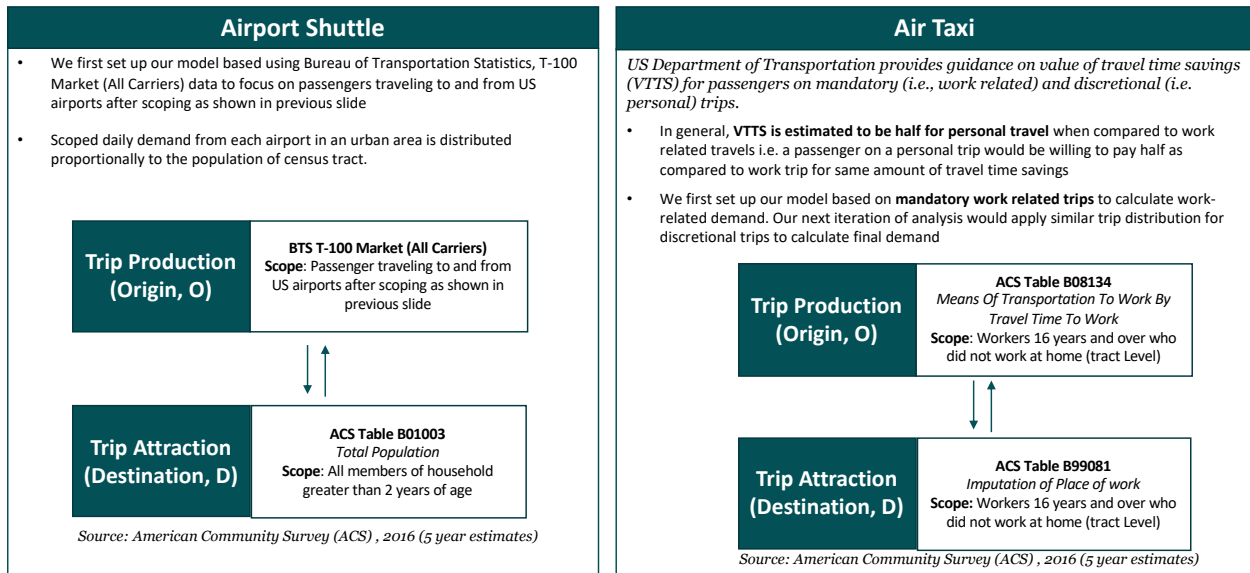 Airport Shuttle
• We first set up our model based using Bureau of Transportation Statistics, T-100
Market (All Carriers) data to focus on passengers traveling to and from US
airports after scoping as shown in previous slide
• Scoped daily demand from each airport in an urban area is distributed
proportionally to the population of census tract.
Trip Production
(Origin, O)
BTS T-100 Market (All Carriers)
Scope: Passenger traveling to and from
US airports after scoping as shown in
previous slide
Trip Attraction
(Destination, D)
ACS Table B01003
Total Population
Scope: All members of household
greater than 2 years of age
Source: American Community Survey (ACS) , 2016 (5 year estimates)
Air Taxi
US Department of Transportation provides guidance on value of travel time savings
(VTTS) for passengers on mandatory (i.e., work related) and discretional (i.e.
personal) trips.
• In general, VTTS is estimated to be half for personal travel when compared to work
related travels i.e. a passenger on a personal trip would be willing to pay half as
compared to work trip for same amount of travel time savings
• We first set up our model based on mandatory work related trips to calculate work-
related demand. Our next iteration of analysis would apply similar trip distribution for
discretional trips to calculate final demand
Trip Production
(Origin, O)
ACS Table B08134
Means Of Transportation To Work By
Travel Time To Work
Scope: Workers 16 years and over who
did not work at home (tract Level)
Trip Attraction
(Destination, D)
ACS Table B99081
Imputation of Place of work
Scope: Workers 16 years and over who
did not work at home (tract Level)
Source: American Community Survey (ACS) , 2016 (5 year estimates)